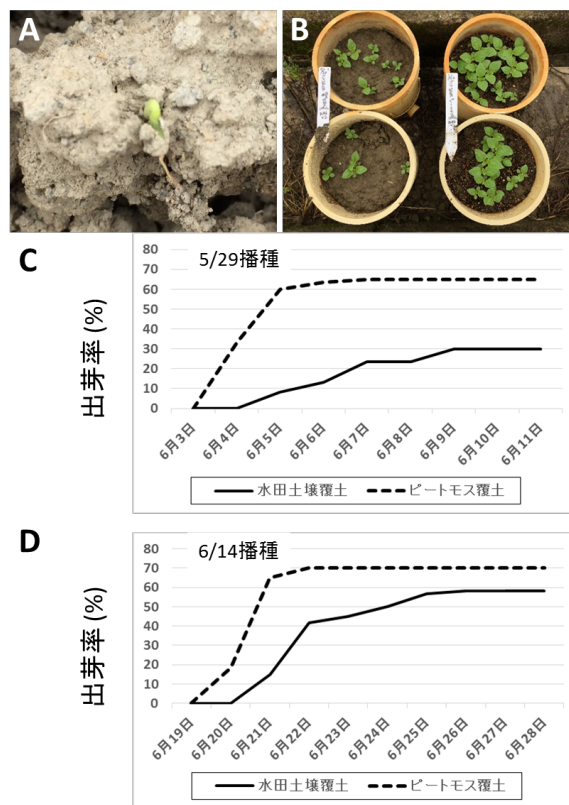 A
B
C
出芽率 (%)
5/29播種
80
70
60
50
40
30
20
10
0
6月3日
6月4日
6月5日
6月6日
6月7日
6月8日
6月9日
6月10日
6月11日
水田土壌覆土
ピートモス覆土
D
出芽率 (%)
6/14播種
80
70
60
50
40
30
20
10
0
6月19日
6月20日
6月21日
6月22日
6月23日
6月24日
6月25日
6月26日
6月27日
6月28日
水田土壌覆土
ピートモス覆土